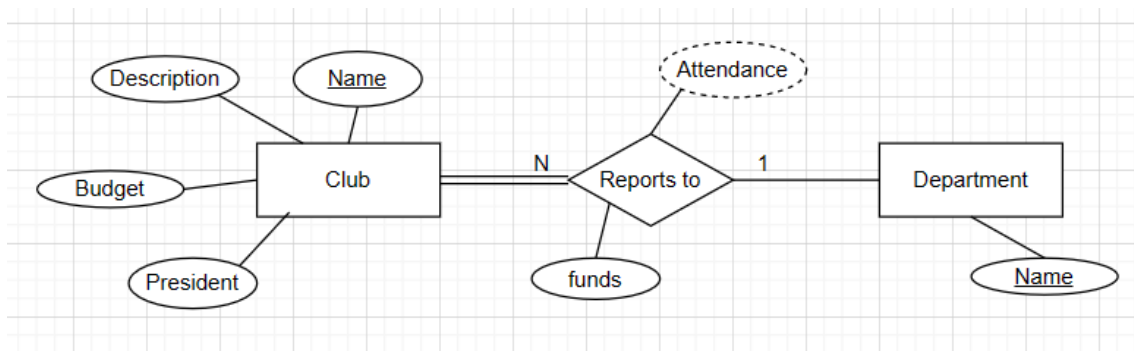 Attendance
Description
Name
N
1
Club
Reports to
Department
Budget
President
funds
Name